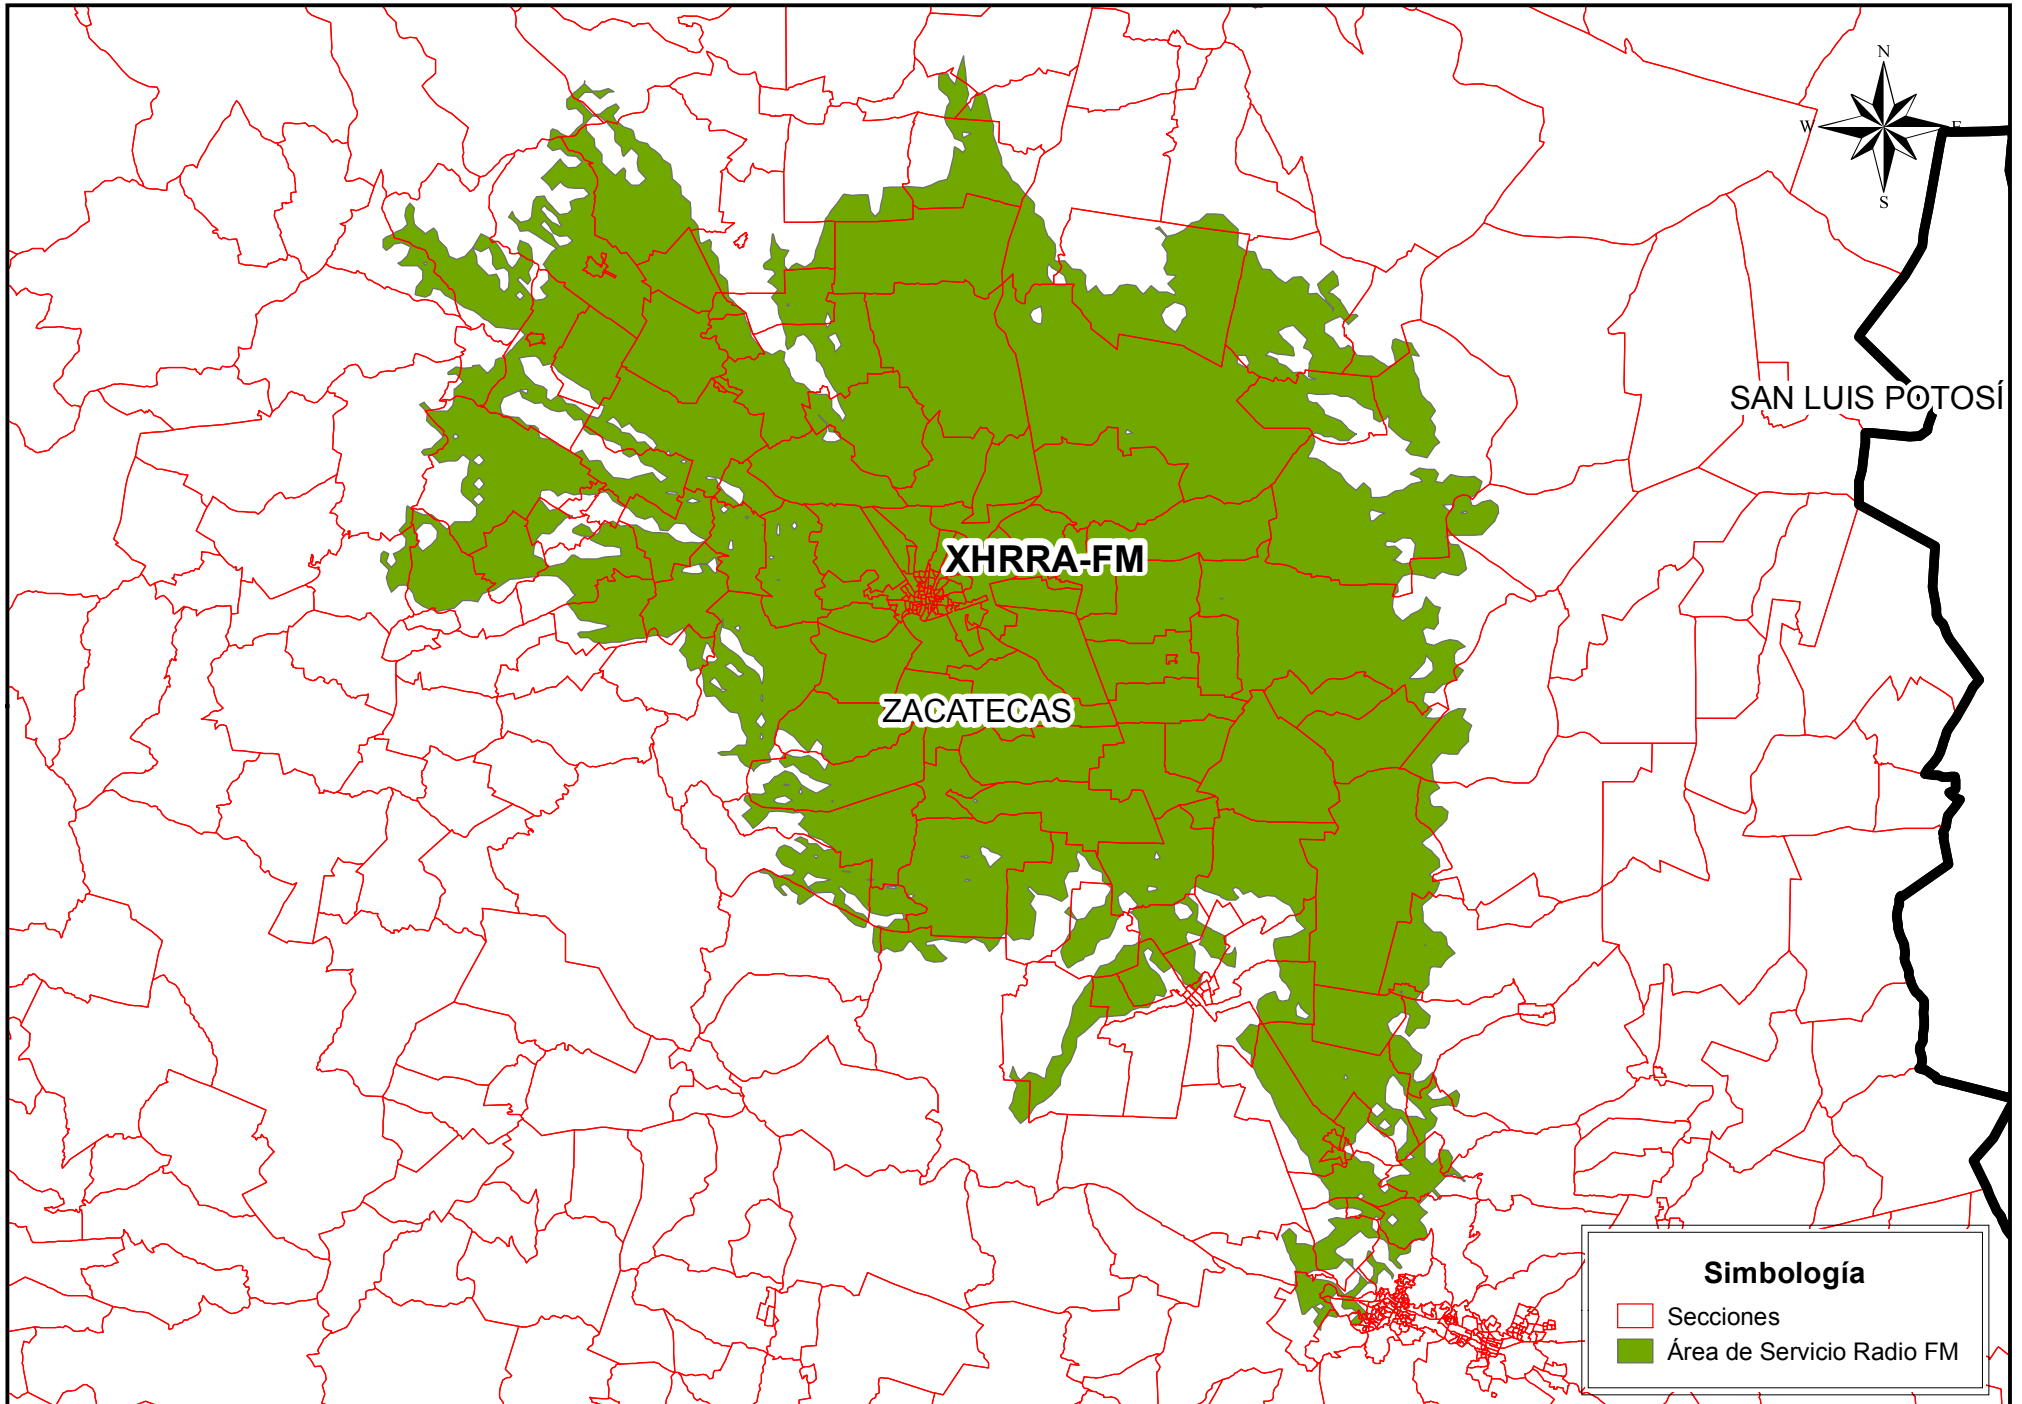 N
W
E
S
SAN LUIS POTOSÍ
XHRRA-FM
ZACATECAS
Simbología
Secciones
Área de Servicio Radio FM